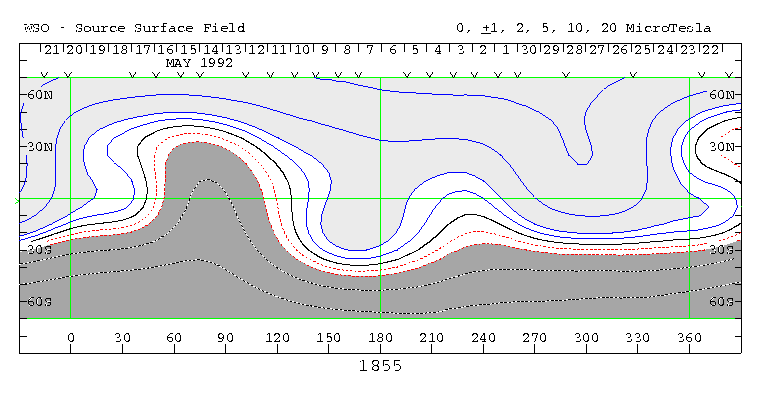 WSO - Source Surface Field 0, ±1, 2, 5, 10, 20 MicroTesla
21 20 19 18 17 16 15 14 13 12 11 10 9 8 7 6 5 4 3 2 1 30 29 28 27 26 25 24 23 22
MAY 1992
60N 60N
30N 30N
30S 30S
60S 60S
0 30 60 90 120 150 180 210 240 270 300 330 360
1855